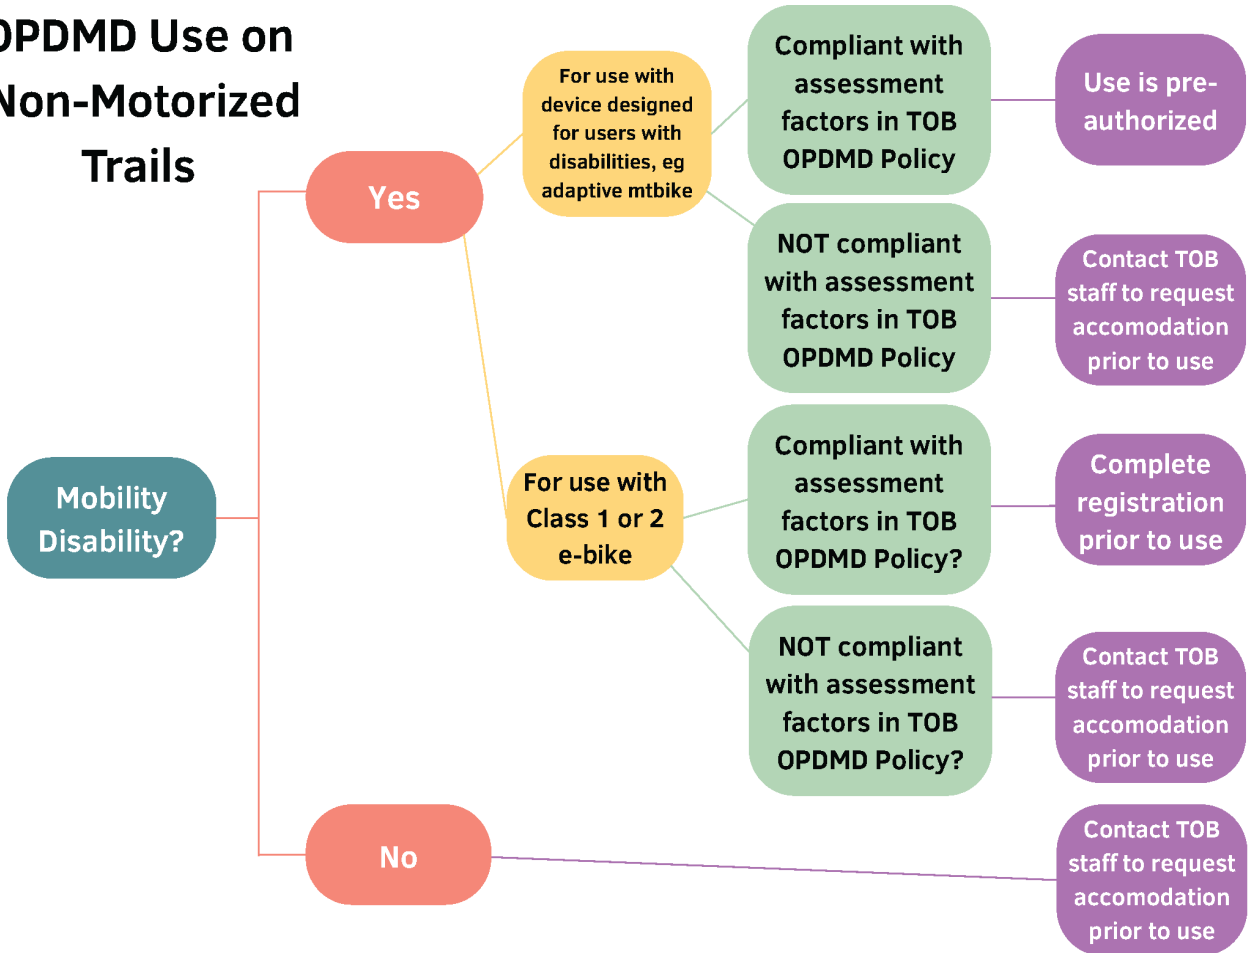 OPDMD Use on
Non-Motorized
Trails
Mobility
Disability?
Yes
For use with
device designed
for users with
disabilities, eg
adaptive mtbike
Compliant with
assessment
factors in TOB
OPDMD Policy
Use is pre-
authorized
NOT compliant
with assessment
factors in TOB
OPDMD Policy
Contact TOB
staff to request
accomodation
prior to use
For use with
Class 1 or 2
e-bike
Compliant with
assessment
factors in TOB
OPDMD Policy?
Complete
registration
prior to use
NOT compliant
with assessment
factors in TOB
OPDMD Policy?
Contact TOB
staff to request
accomodation
prior to use
No
Contact TOB
staff to request
accomodation
prior to use